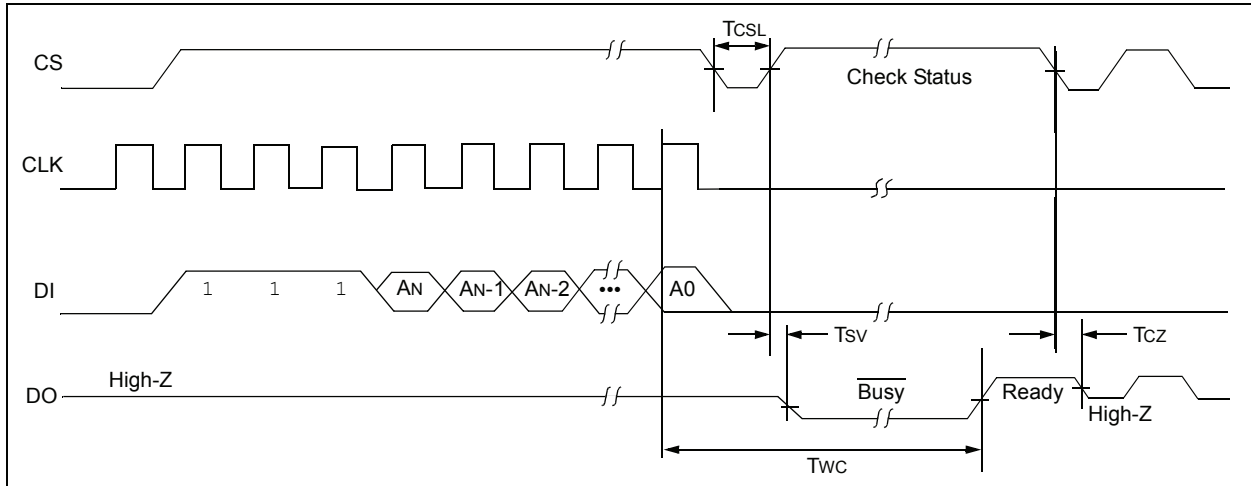 TCSL
CS
Check Status
CLK
DI
1 1 1 AN AN-1 AN-2 ••• A0
TSV
TCZ
High-Z
DO
Busy
Ready
High-Z
TWC